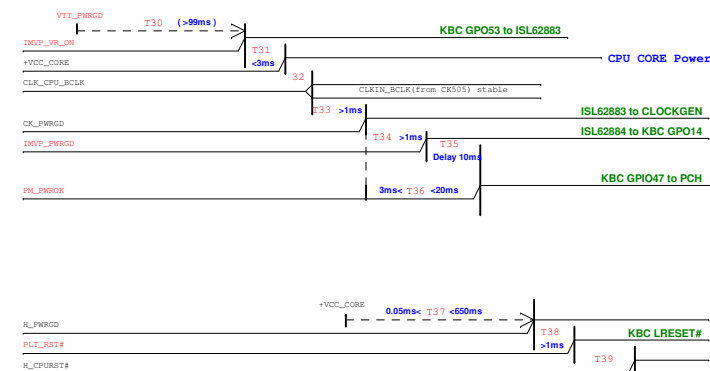 VTT_PWRGD
T30 ( >99ms )
KBC GPO53 to ISL62883
IMVP_VR_ON
T31
+VCC_CORE
<3ms
CPU CORE Power
32
CLK_CPU_BCLK
CLKIN_BCLK(from CK505) stable
T33 >1ms
ISL62883 to CLOCKGEN
CK_PWRGD
T34 >1ms
ISL62884 to KBC GPO14
IMVP_PWRGD
T35
Delay 10ms
KBC GPIO47 to PCH
PM_PWROK
3ms< T36 <20ms
+VCC_CORE
0.05ms< T37 <650ms
H_PWRGD
T38
KBC LRESET#
PLT_RST#
>1ms
T39
H_CPURST#